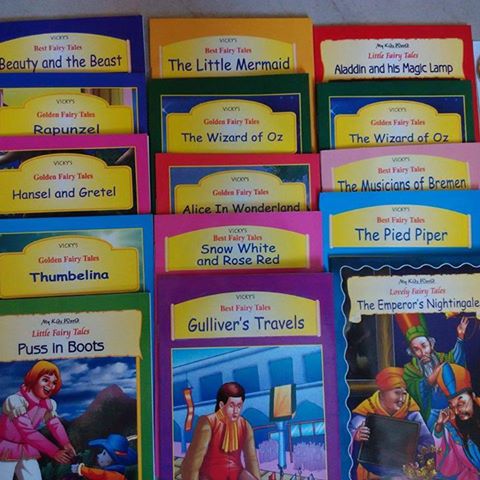 VICKY'S
Best Fairy Tales
Beauty and the Beast
VICKY'S
Golden Fairy Tales
Rapunzel
VICKY'S
Golden Fairy Tales
Hansel and Gretel
VICKY'S
Golden Fairy Tales
Thumbelina
My Kids World
Little Fairy Tales
Puss in Boots
VICKY'S
Best Fairy Tales
The Little Mermaid
VICKY'S
Golden Fairy Tales
The Wizard of Oz
VICKY'S
Golden Fairy Tales
Alice In Wonderland
VICKY'S
Best Fairy Tales
Snow White
and Rose Red
VICKY'S
Best Fairy Tales
Gulliver's Travels
My Kids World
Little Fairy Tales
Aladdin and his Magic Lamp
VICKY'S
Golden Fairy Tales
The Wizard of Oz
VICKY'S
Best Fairy Tales
The Musicians of Bremen
VICKY'S
Best Fairy Tales
The Pied Piper
My Kids World
Lovely Fairy Tales
The Emperor's Nightingale